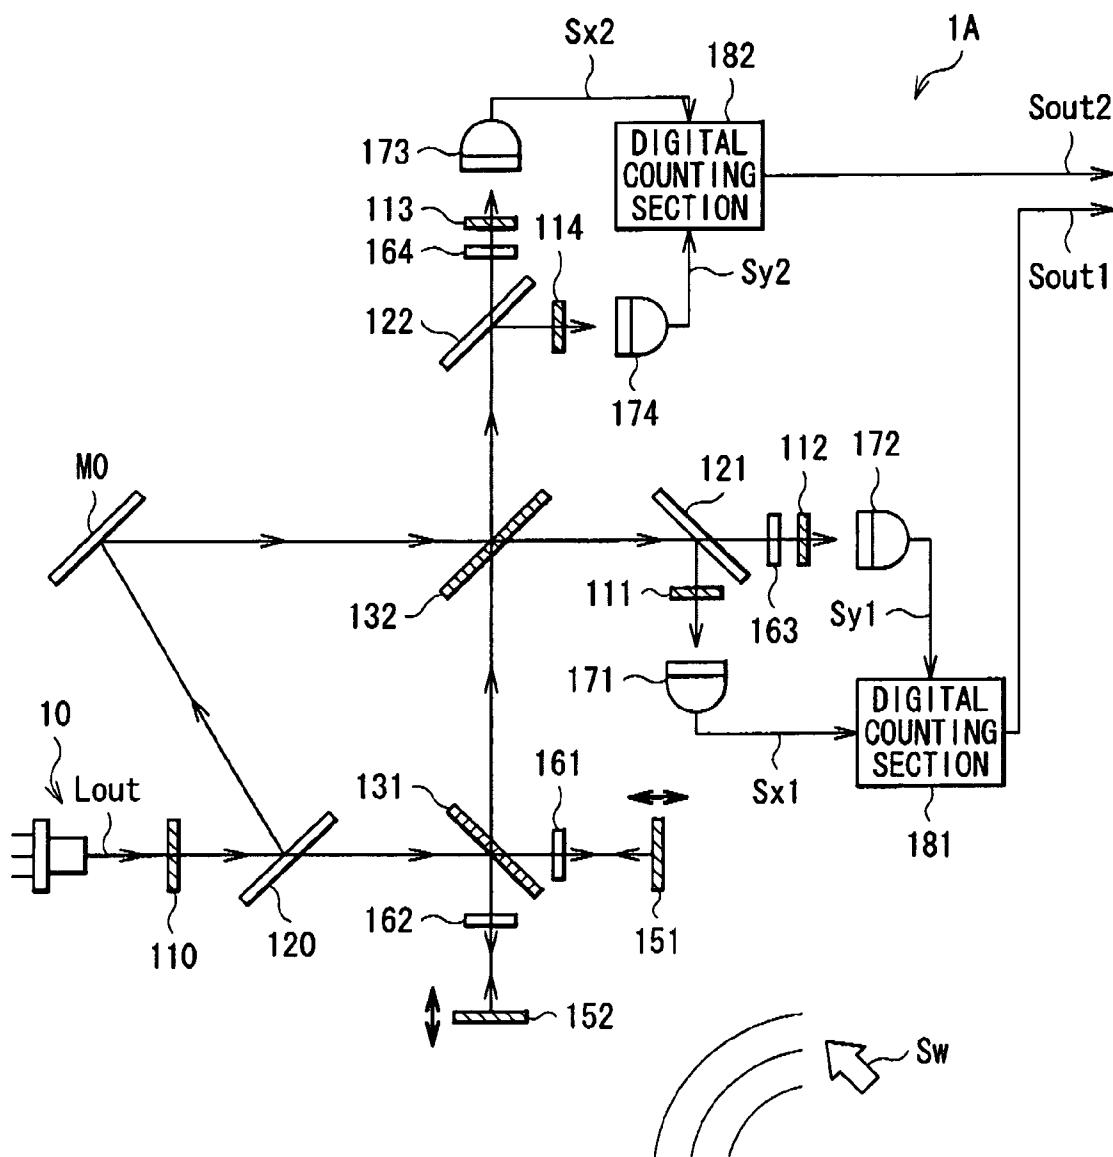 1A
Sx2
182
Sout2
173
DIGITAL
COUNTING
SECTION
113
114
164
Sy2
Sout1
122
174
M0
121
112
172
132
111
163
Sy1
171
DIGITAL
COUNTING
SECTION
10
Lout
131
161
Sx1
181
162
151
110
120
152
Sw